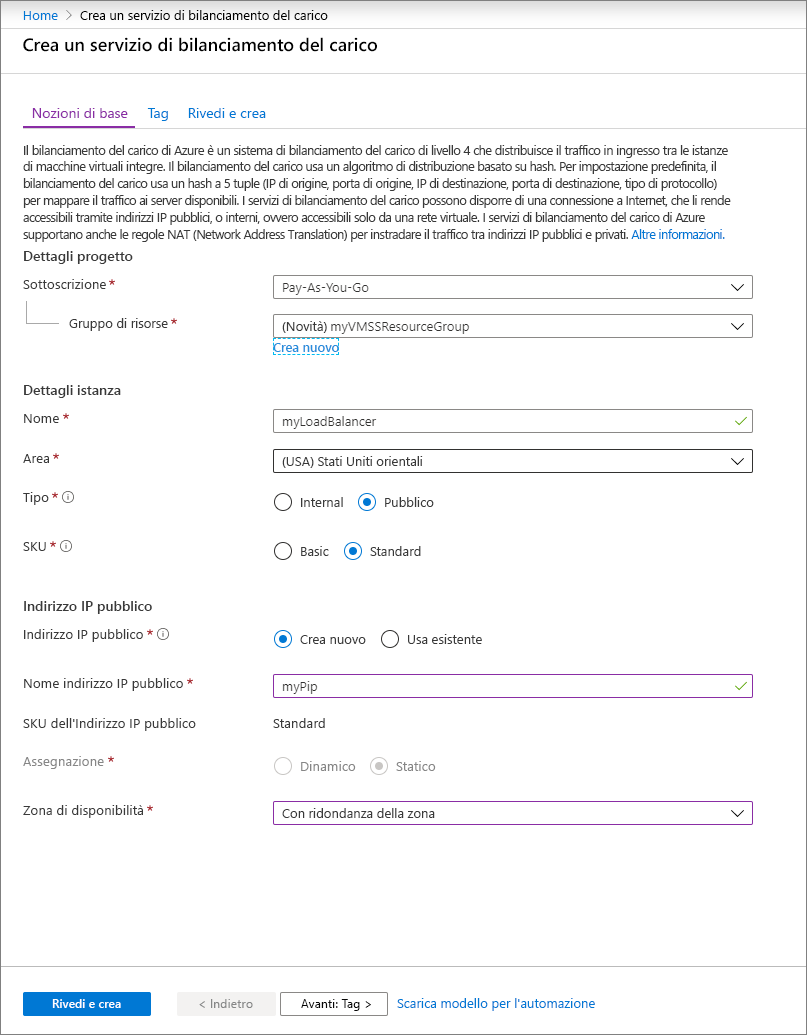 Home > Crea un servizio di bilanciamento del carico
Crea un servizio di bilanciamento del carico
Nozioni di base Tag Rivedi e crea
Il bilanciamento del carico di Azure è un sistema di bilanciamento del carico di livello 4 che distribuisce il traffico in ingresso tra le istanze
di macchine virtuali integre. Il bilanciamento del carico usa un algoritmo di distribuzione basato su hash. Per impostazione predefinita, il
bilanciamento del carico usa un hash a 5 tuple (IP di origine, porta di origine, IP di destinazione, porta di destinazione, tipo di protocollo)
per mappare il traffico ai server disponibili. I servizi di bilanciamento del carico possono disporre di una connessione a Internet, che li rende
accessibili tramite indirizzi IP pubblici, o interni, ovvero accessibili solo da una rete virtuale. I servizi di bilanciamento del carico di Azure
supportano anche le regole NAT (Network Address Translation) per instradare il traffico tra indirizzi IP pubblici e privati. Altre informazioni.
Dettagli progetto
Sottoscrizione * Pay-As-You-Go
Gruppo di risorse * (Novità) myVMSSResourceGroup
Crea nuovo
Dettagli istanza
Nome * myLoadBalancer
Area * (USA) Stati Uniti orientali
Tipo * Internal Pubblico
SKU * Basic Standard
Indirizzo IP pubblico
Indirizzo IP pubblico * Crea nuovo Usa esistente
Nome indirizzo IP pubblico * myPip
SKU dell'Indirizzo IP pubblico Standard
Assegnazione * Dinamico Statico
Zona di disponibilità * Con ridondanza della zona
Rivedi e crea < Indietro Avanti: Tag > Scarica modello per l'automazione